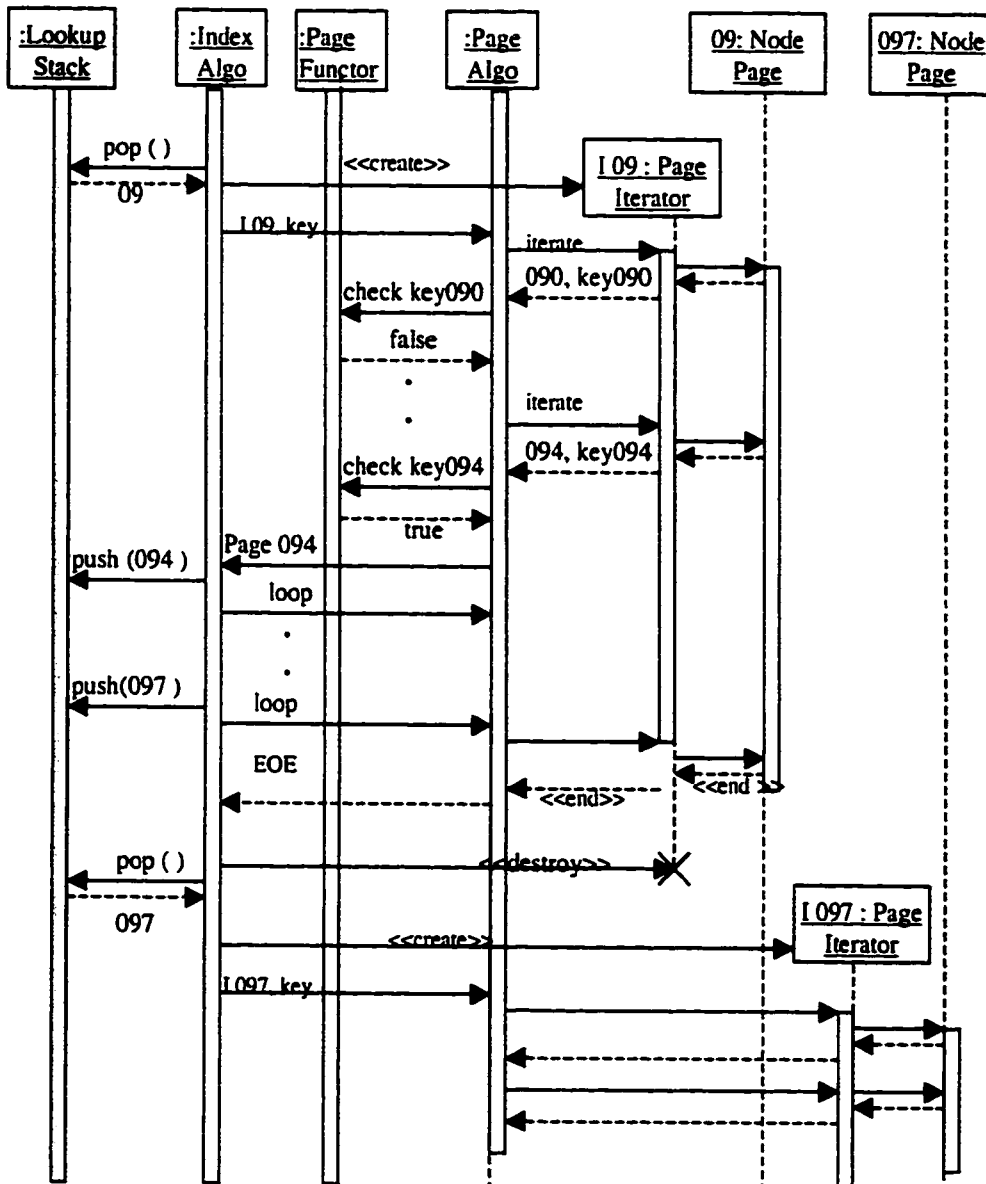 :Lookup
Stack
:Index
Algo
:Page
Functor
:Page
Algo
09: Node
Page
097: Node
Page
pop ( )
09
<<create>>
I 09 : Page
Iterator
I 09, key
iterate
090, key090
check key090
false
iterate
094, key094
check key094
true
Page 094
push (094 )
loop
push(097 )
loop
EOE
<<end>>
<<end >>
pop ( )
<<destroy>>
097
I 097 : Page
Iterator
<<create>>
I 097, key